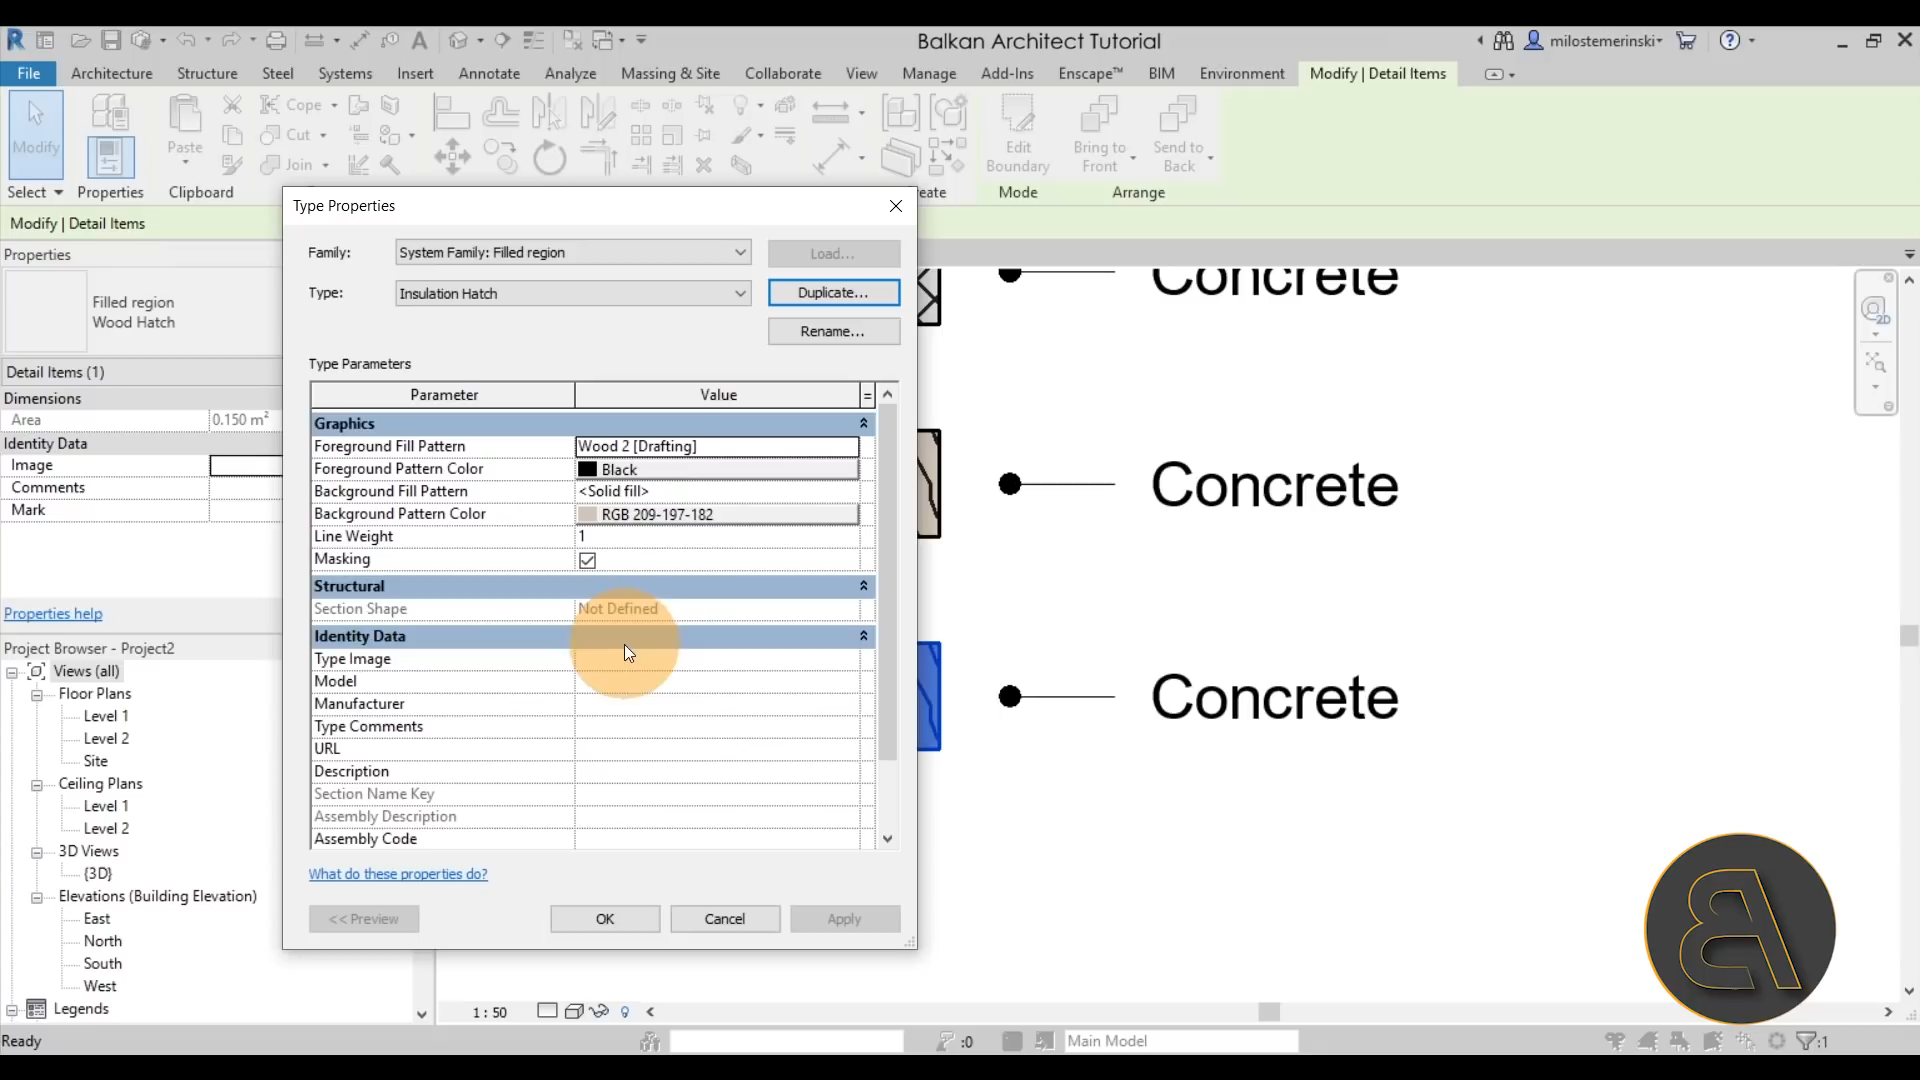 Balkan Architect Tutorial
milostemerinski
File Architecture Structure Steel Systems Insert Annotate Analyze Massing & Site Collaborate View Manage Add-Ins Enscape™ BIM Environment Modify | Detail Items
Modify
Paste
Cope
Cut
Join
Edit
Boundary
Bring to
Front
Send to
Back
Select Properties Clipboard eate Mode Arrange
Modify | Detail Items
Properties
Filled region
Wood Hatch
Detail Items (1)
Dimensions
Area 0.150 m²
Identity Data
Image
Comments
Mark
Properties help
Project Browser - Project2
Views (all)
Floor Plans
Level 1
Level 2
Site
Ceiling Plans
Level 1
Level 2
3D Views
{3D}
Elevations (Building Elevation)
East
North
South
West
Legends
Type Properties
Family: System Family: Filled region Load...
Type: Insulation Hatch Duplicate...
Rename...
Type Parameters
Parameter Value =
Graphics
Foreground Fill Pattern Wood 2 [Drafting]
Foreground Pattern Color Black
Background Fill Pattern <Solid fill>
Background Pattern Color RGB 209-197-182
Line Weight 1
Masking
Structural
Section Shape Not Defined
Identity Data
Type Image
Model
Manufacturer
Type Comments
URL
Description
Section Name Key
Assembly Description
Assembly Code
What do these properties do?
<< Preview OK Cancel Apply
Concrete
Concrete
Concrete
2D
1 : 50
Ready :0 Main Model :1